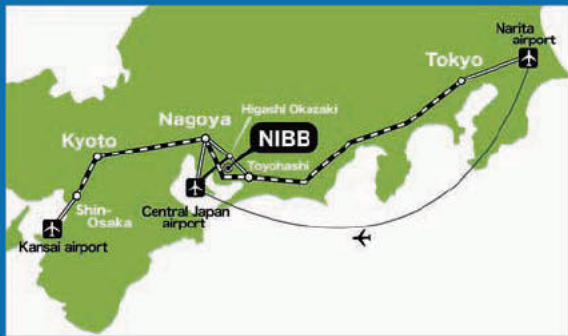 Narita
airport
Tokyo
Nagoya
Higashi Okazaki
NIBB
Kyoto
Toyohashi
Shin-
Osaka
Central Japan
airport
Kansai airport